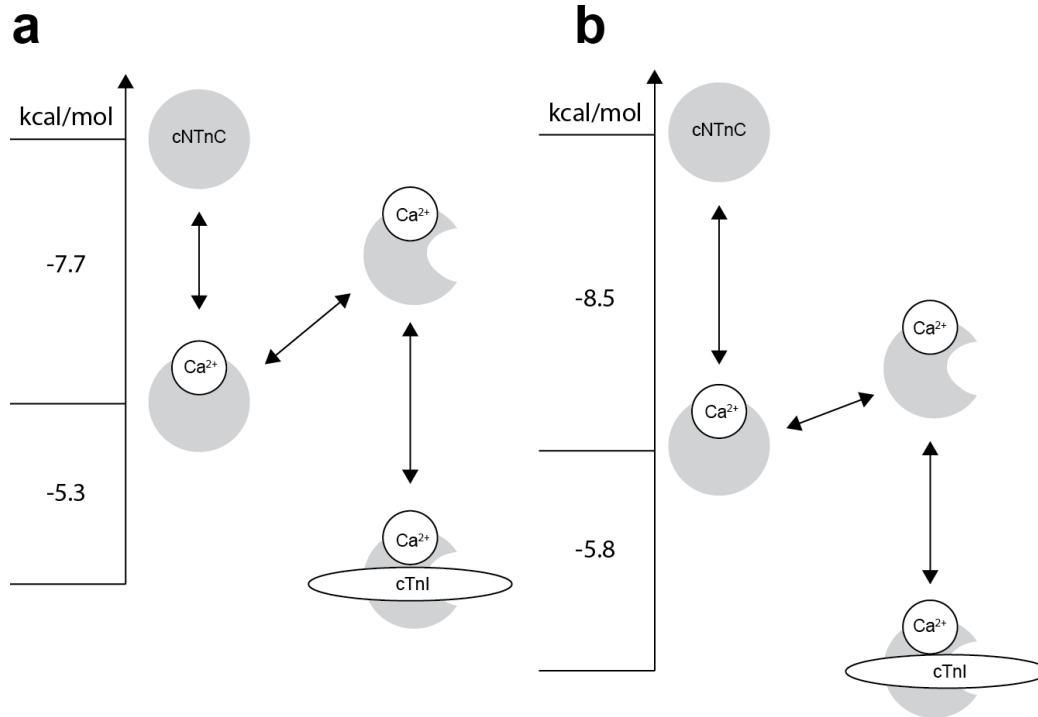 a
kcal/mol
cNTnC
Ca²⁺
-7.7
Ca²⁺
-5.3
Ca²⁺
cTnI
b
kcal/mol
cNTnC
-8.5
Ca²⁺
Ca²⁺
-5.8
Ca²⁺
cTnI